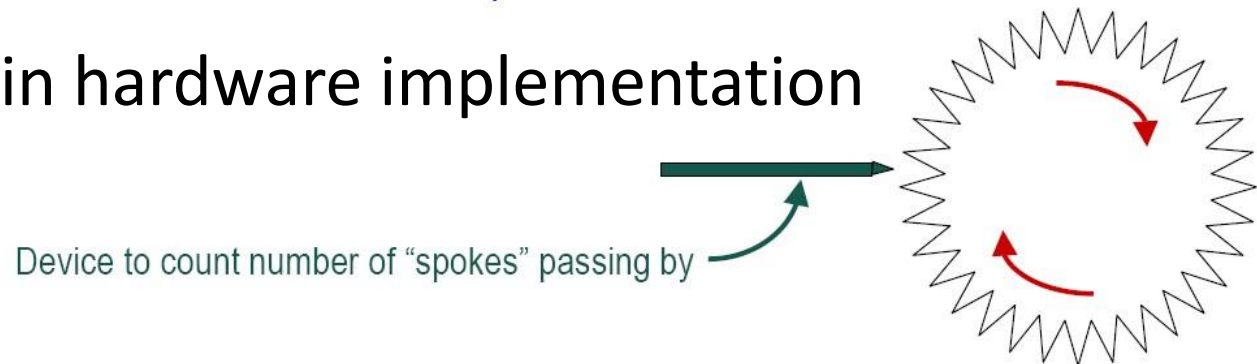 in hardware implementation
Device to count number of “spokes” passing by